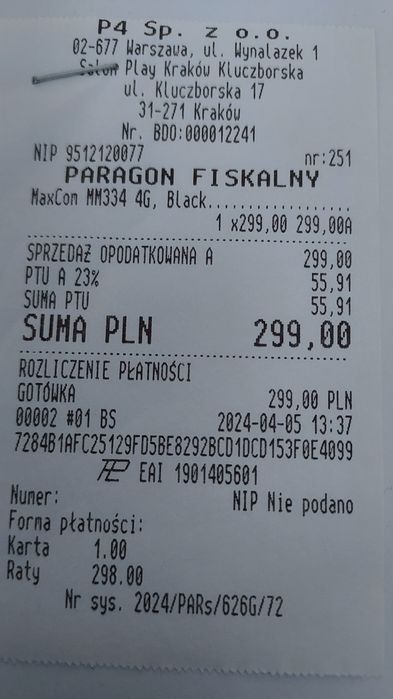 P4 Sp. z o.o.
02-677 Warszawa, ul. Wynalazek 1
Salon Play Kraków Kluczborska
ul. Kluczborska 17
31-271 Kraków
Nr. BDO:000012241
NIP 9512120077 nr:251
PARAGON FISKALNY
MaxCom MM334 4G, Black.................
1 x299,00 299,00A
SPRZEDAŻ OPODATKOWANA A 299,00
PTU A 23% 55,91
SUMA PTU 55,91
SUMA PLN 299,00
ROZLICZENIE PŁATNOŚCI
GOTÓWKA 299,00 PLN
00002 #01 BS 2024-04-05 13:37
7284B1AFC25129FD5BE8292BCD1DCD153F0E4099
PL EAI 1901405601
Numer: NIP Nie podano
Forma płatności:
Karta 1.00
Raty 298.00
Nr sys. 2024/PARs/626G/72